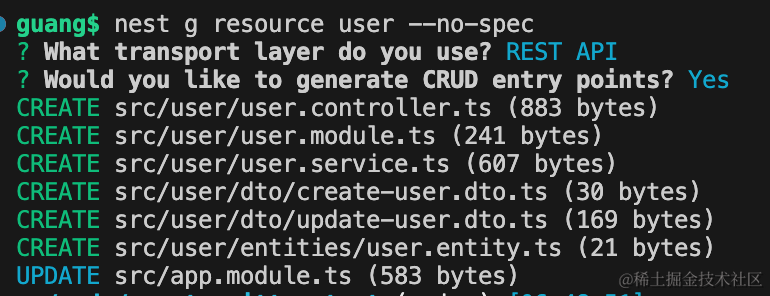 guang$ nest g resource user --no-spec
? What transport layer do you use? REST API
? Would you like to generate CRUD entry points? Yes
CREATE src/user/user.controller.ts (883 bytes)
CREATE src/user/user.module.ts (241 bytes)
CREATE src/user/user.service.ts (607 bytes)
CREATE src/user/dto/create-user.dto.ts (30 bytes)
CREATE src/user/dto/update-user.dto.ts (169 bytes)
CREATE src/user/entities/user.entity.ts (21 bytes)
UPDATE src/app.module.ts (583 bytes)
@稀土掘金技术社区